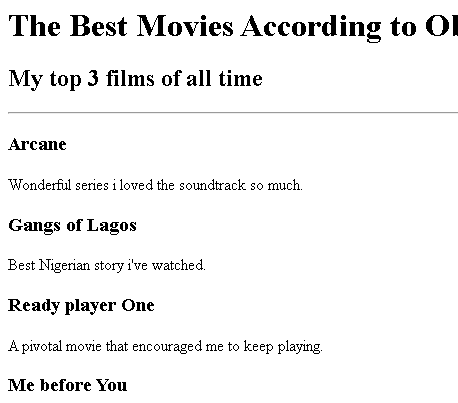 The Best Movies According to
My top 3 films of all time
Arcane
Wonderful series i loved the soundtrack so much.
Gangs of Lagos
Best Nigerian story i've watched.
Ready player One
A pivotal movie that encouraged me to keep playing.
Me before You